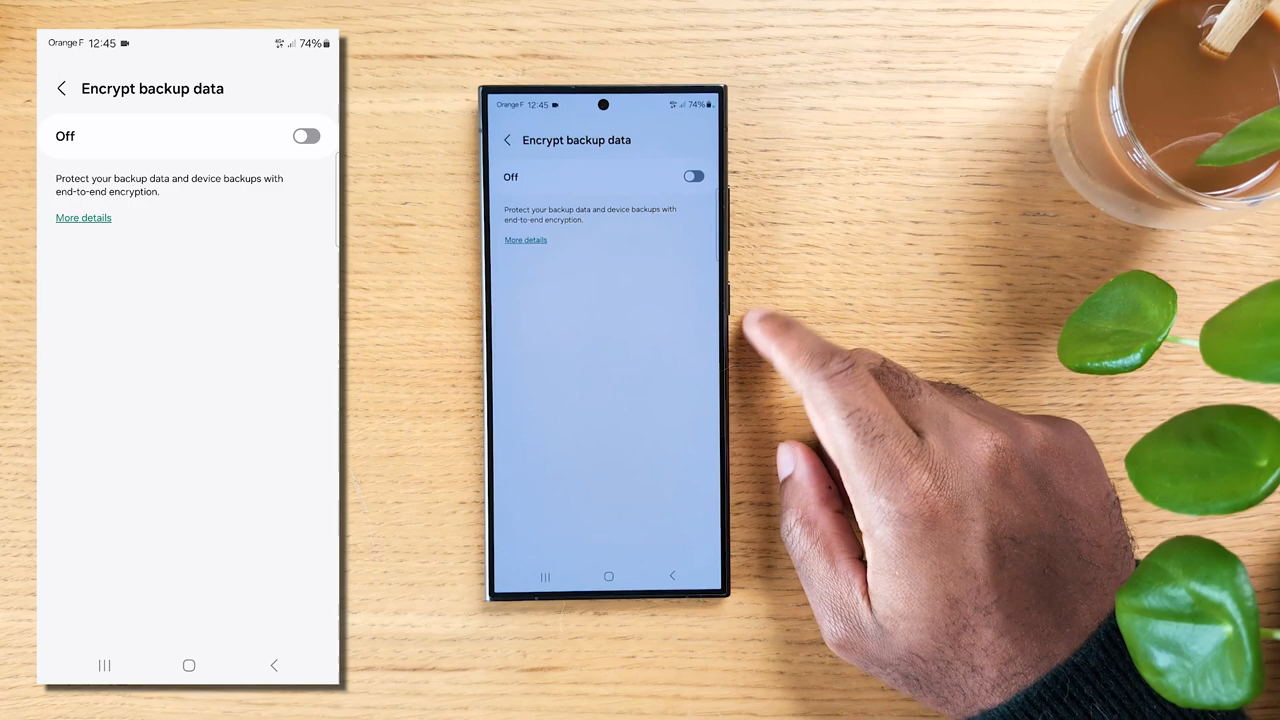 Orange F 12:45 74%
Encrypt backup data
Off
Protect your backup data and device backups with
end-to-end encryption.
More details
Orange F 12:45 74%
Encrypt backup data
Off
Protect your backup data and device backups with
end-to-end encryption.
More details